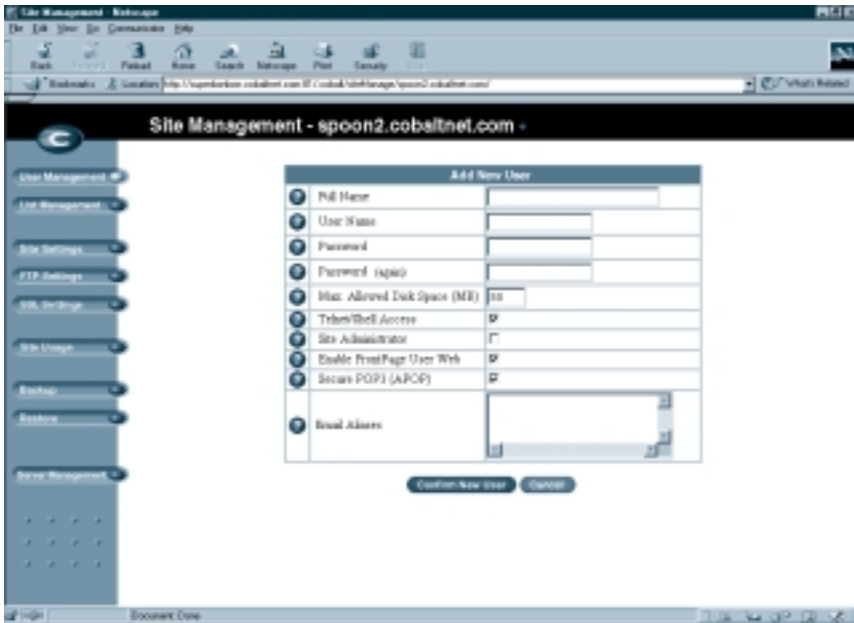 Site Management - Netscape
File Edit View Go Communicator Help
Back Forward Reload Home Search Netscape Print Security Stop
Bookmarks Location: What's Related
C
Site Management - spoon2.cobaltnet.com
User Management
List Management
Site Settings
FTP Settings
SSL Settings
Site Usage
Backup
Restore
Server Management
Add New User
Full Name
User Name
Password
Password (again)
Max. Allowed Disk Space (MB)
Telnet/Shell Access
Site Administrator
Enable FrontPage User Web
Secure POP3 (APOP)
Email Aliases
Confirm New User Cancel
Document: Done